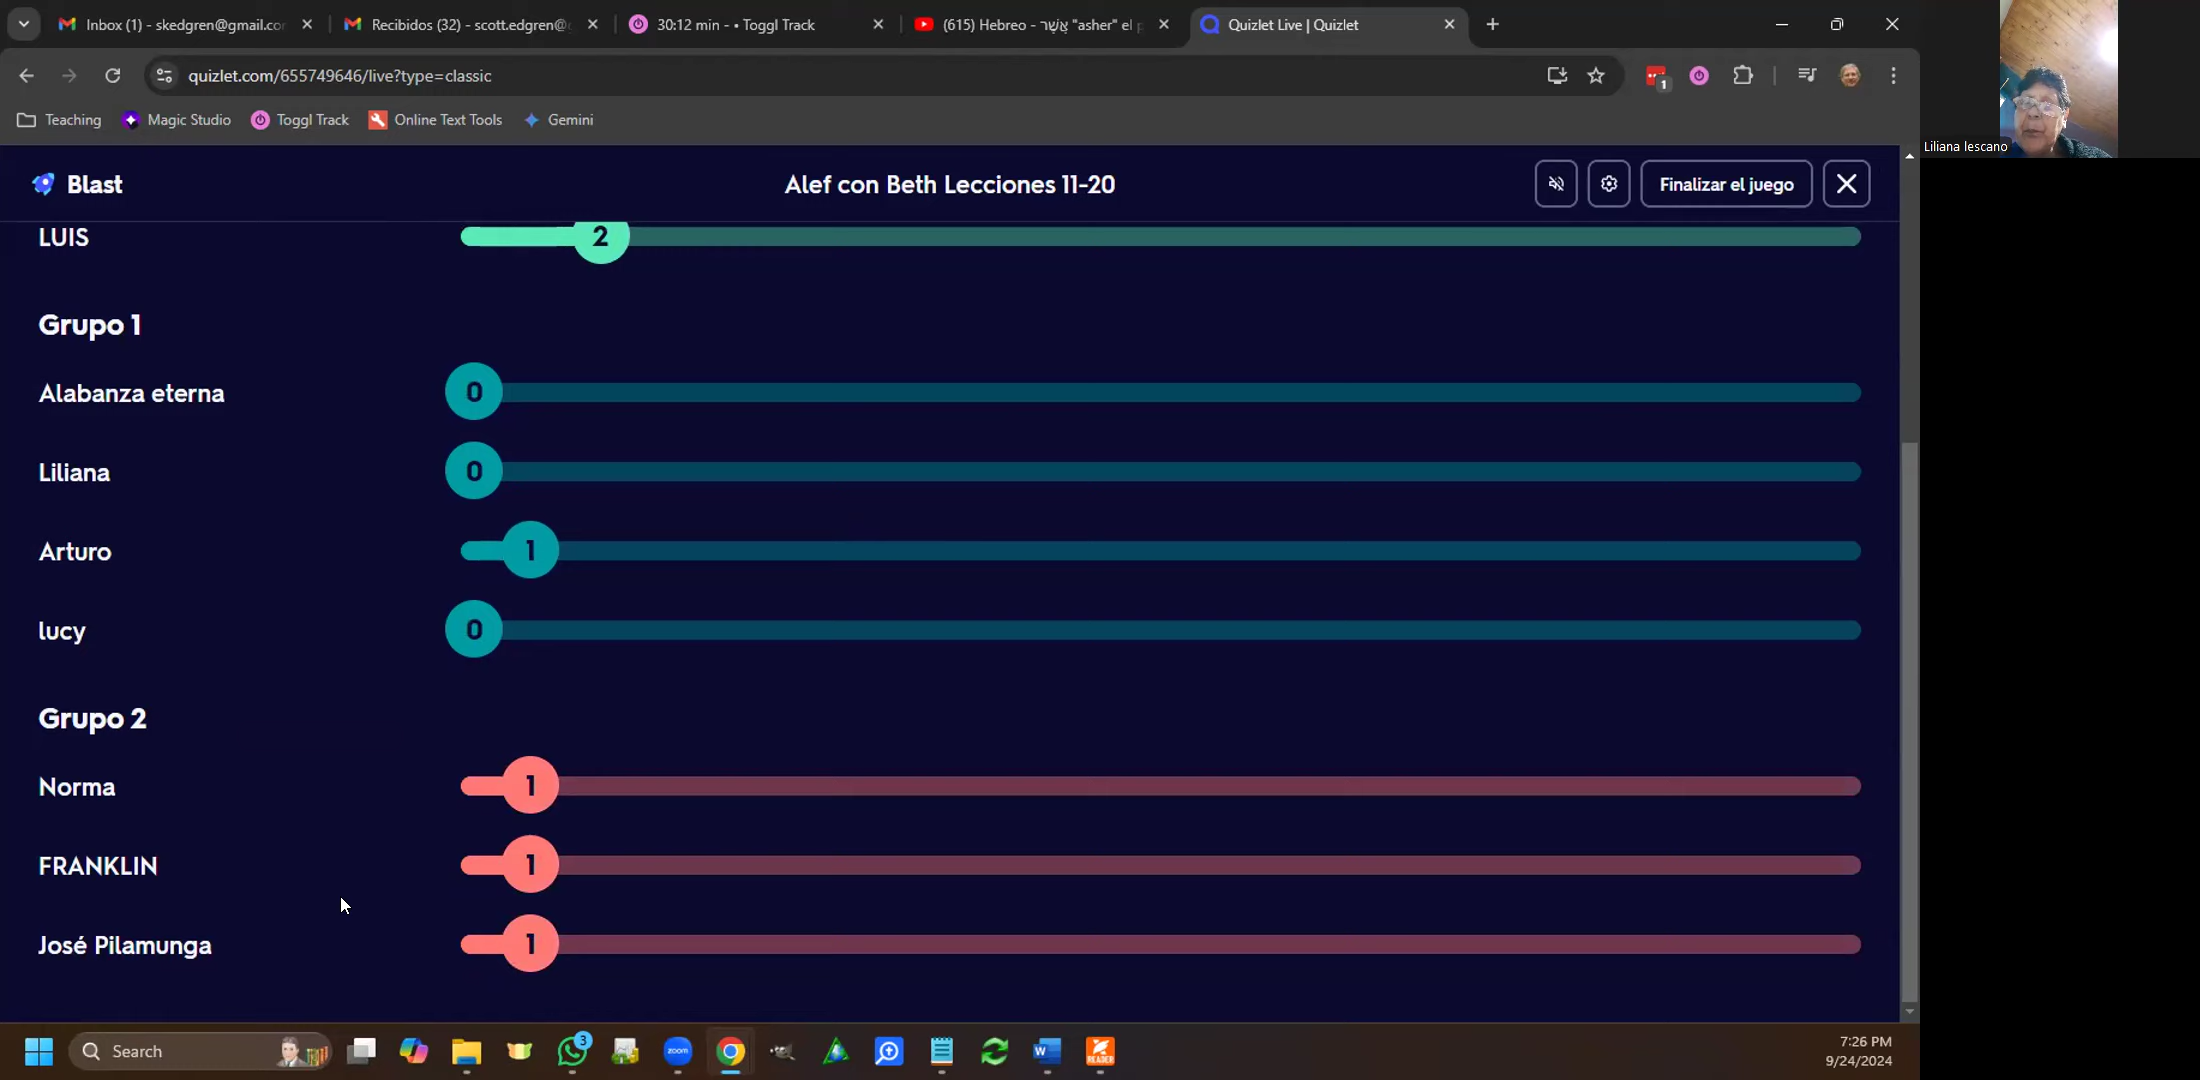 Inbox (1) - skedgren@gmail.co
Recibidos (32) - scott.edgren@
30:12 min - • Toggl Track
(615) Hebreo - אֲשֶׁר "asher" el p
Quizlet Live | Quizlet
quizlet.com/655749646/live?type=classic
1
Teaching
Magic Studio
Toggl Track
Online Text Tools
Gemini
Liliana lescano
Blast
Alef con Beth Lecciones 11-20
Finalizar el juego
LUIS
2
Grupo 1
Alabanza eterna
0
Liliana
0
Arturo
1
lucy
0
Grupo 2
Norma
1
FRANKLIN
1
José Pilamunga
1
Search
3
zoom
W
READER
7:26 PM
9/24/2024